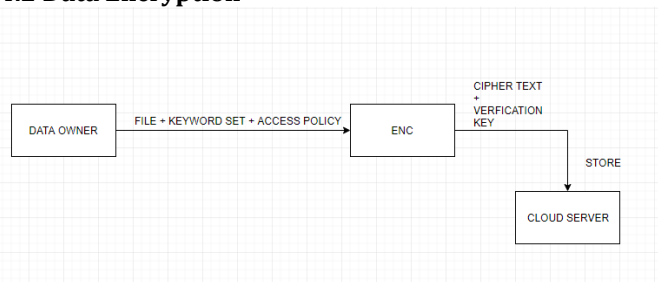 CIPHER TEXT
+
VERFICATION
KEY
FILE + KEYWORD SET + ACCESS POLICY
DATA OWNER
ENC
STORE
CLOUD SERVER